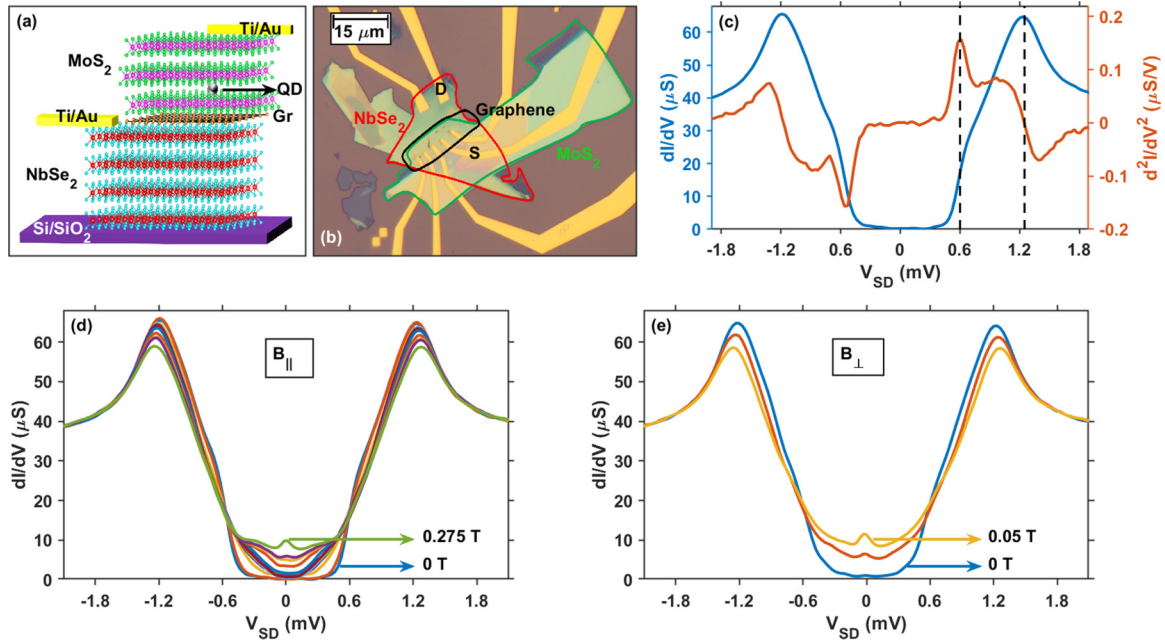 (a)
Ti/Au
MoS₂
QD
Ti/Au
Gr
NbSe₂
Si/SiO₂
15 μm
D
Graphene
NbSe₂
S
MoS₂
(b)
(c)
60
50
40
30
20
10
0
dI/dV (μS)
0.2
0.1
0
-0.1
-0.2
d²I/dV² (μS/V)
-1.8 -1.2 -0.6 0 0.6 1.2 1.8
V_SD (mV)
(d)
B∥
60
50
40
30
20
10
0
dI/dV (μS)
0.275 T
0 T
-1.8 -1.2 -0.6 0 0.6 1.2 1.8
V_SD (mV)
(e)
B⊥
60
50
40
30
20
10
0
dI/dV (μS)
0.05 T
0 T
-1.8 -1.2 -0.6 0 0.6 1.2 1.8
V_SD (mV)